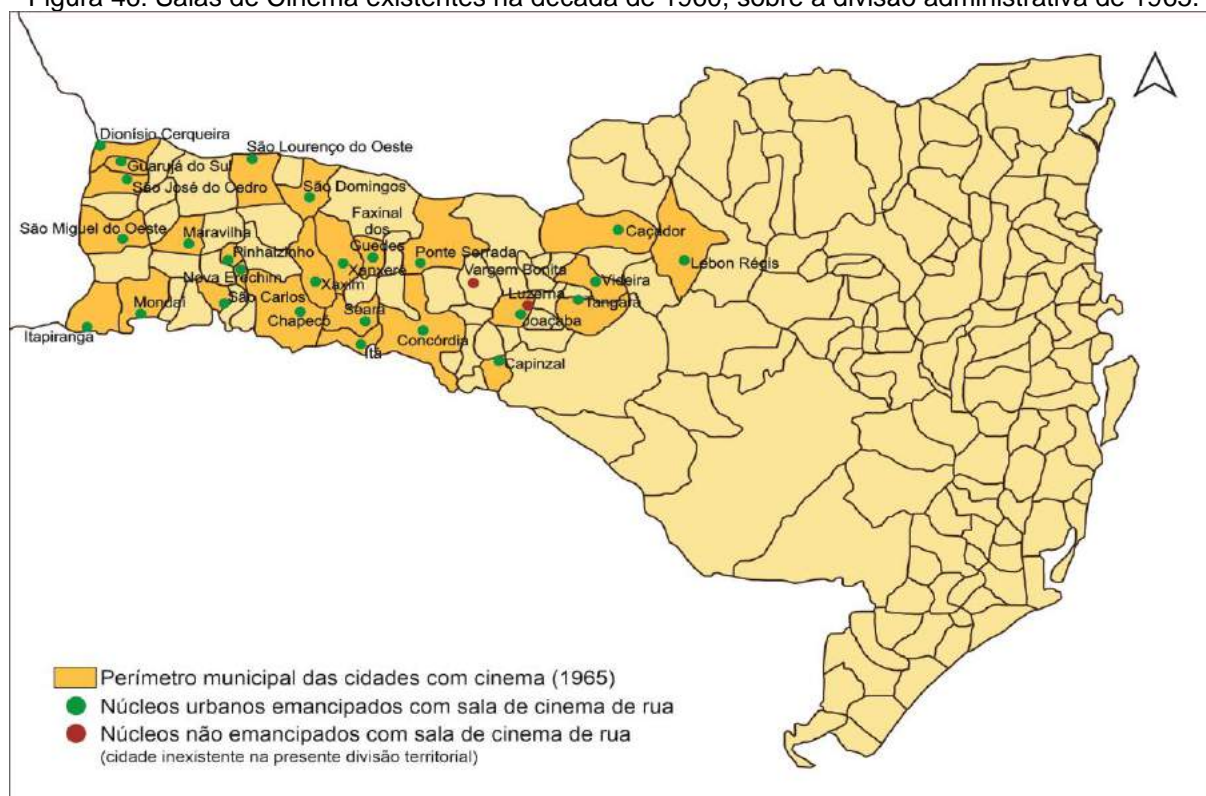 Figura 46: Salas de Cinema existentes na década de 1960, sobre a divisão administrativa de 1965.
Dionísio Cerqueira
Guarujá do Sul
São José do Cedro
São Lourenço do Oeste
São Domingos
São Miguel do Oeste
Maravilha
Pinhalzinho
Nova Erechim
São Carlos
Faxinal
dos
Guedes
Xanxerê
Xaxim
Ponte Serrada
Vargem Bonita
Caçador
Lebon Régis
Videira
Tangará
Luzerna
Joaçaba
Mondaí
Itapiranga
Chapecó
Seara
Itá
Concórdia
Capinzal
Perímetro municipal das cidades com cinema (1965)
Núcleos urbanos emancipados com sala de cinema de rua
Núcleos não emancipados com sala de cinema de rua
(cidade inexistente na presente divisão territorial)